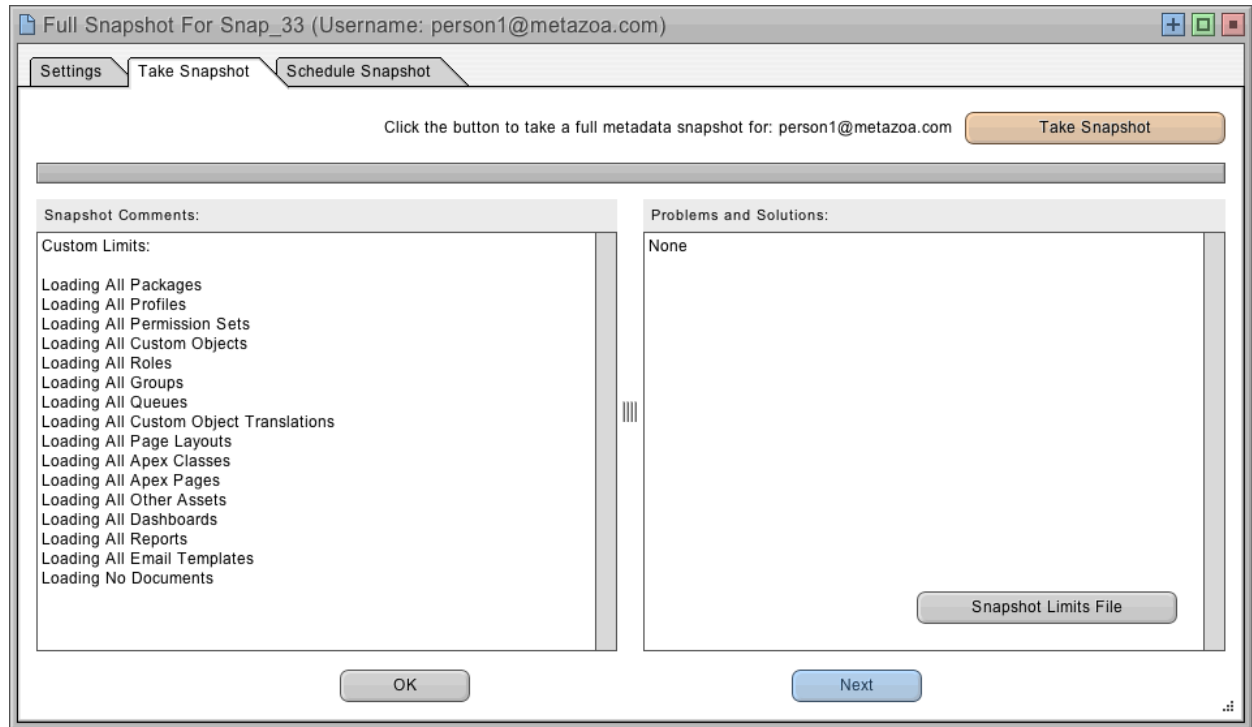 Full Snapshot For Snap_33 (Username: person1@metazoa.com)
Settings
Take Snapshot
Schedule Snapshot
Click the button to take a full metadata snapshot for: person1@metazoa.com
Take Snapshot
Snapshot Comments:
Custom Limits:
Loading All Packages
Loading All Profiles
Loading All Permission Sets
Loading All Custom Objects
Loading All Roles
Loading All Groups
Loading All Queues
Loading All Custom Object Translations
Loading All Page Layouts
Loading All Apex Classes
Loading All Apex Pages
Loading All Other Assets
Loading All Dashboards
Loading All Reports
Loading All Email Templates
Loading No Documents
Problems and Solutions:
None
Snapshot Limits File
OK
Next